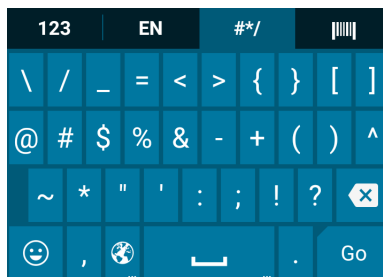 123 EN #*/
\ / _ = < > { } [ ]
@ # $ % & - + ( ) ^
~ * " ' : ; ! ?
, . Go